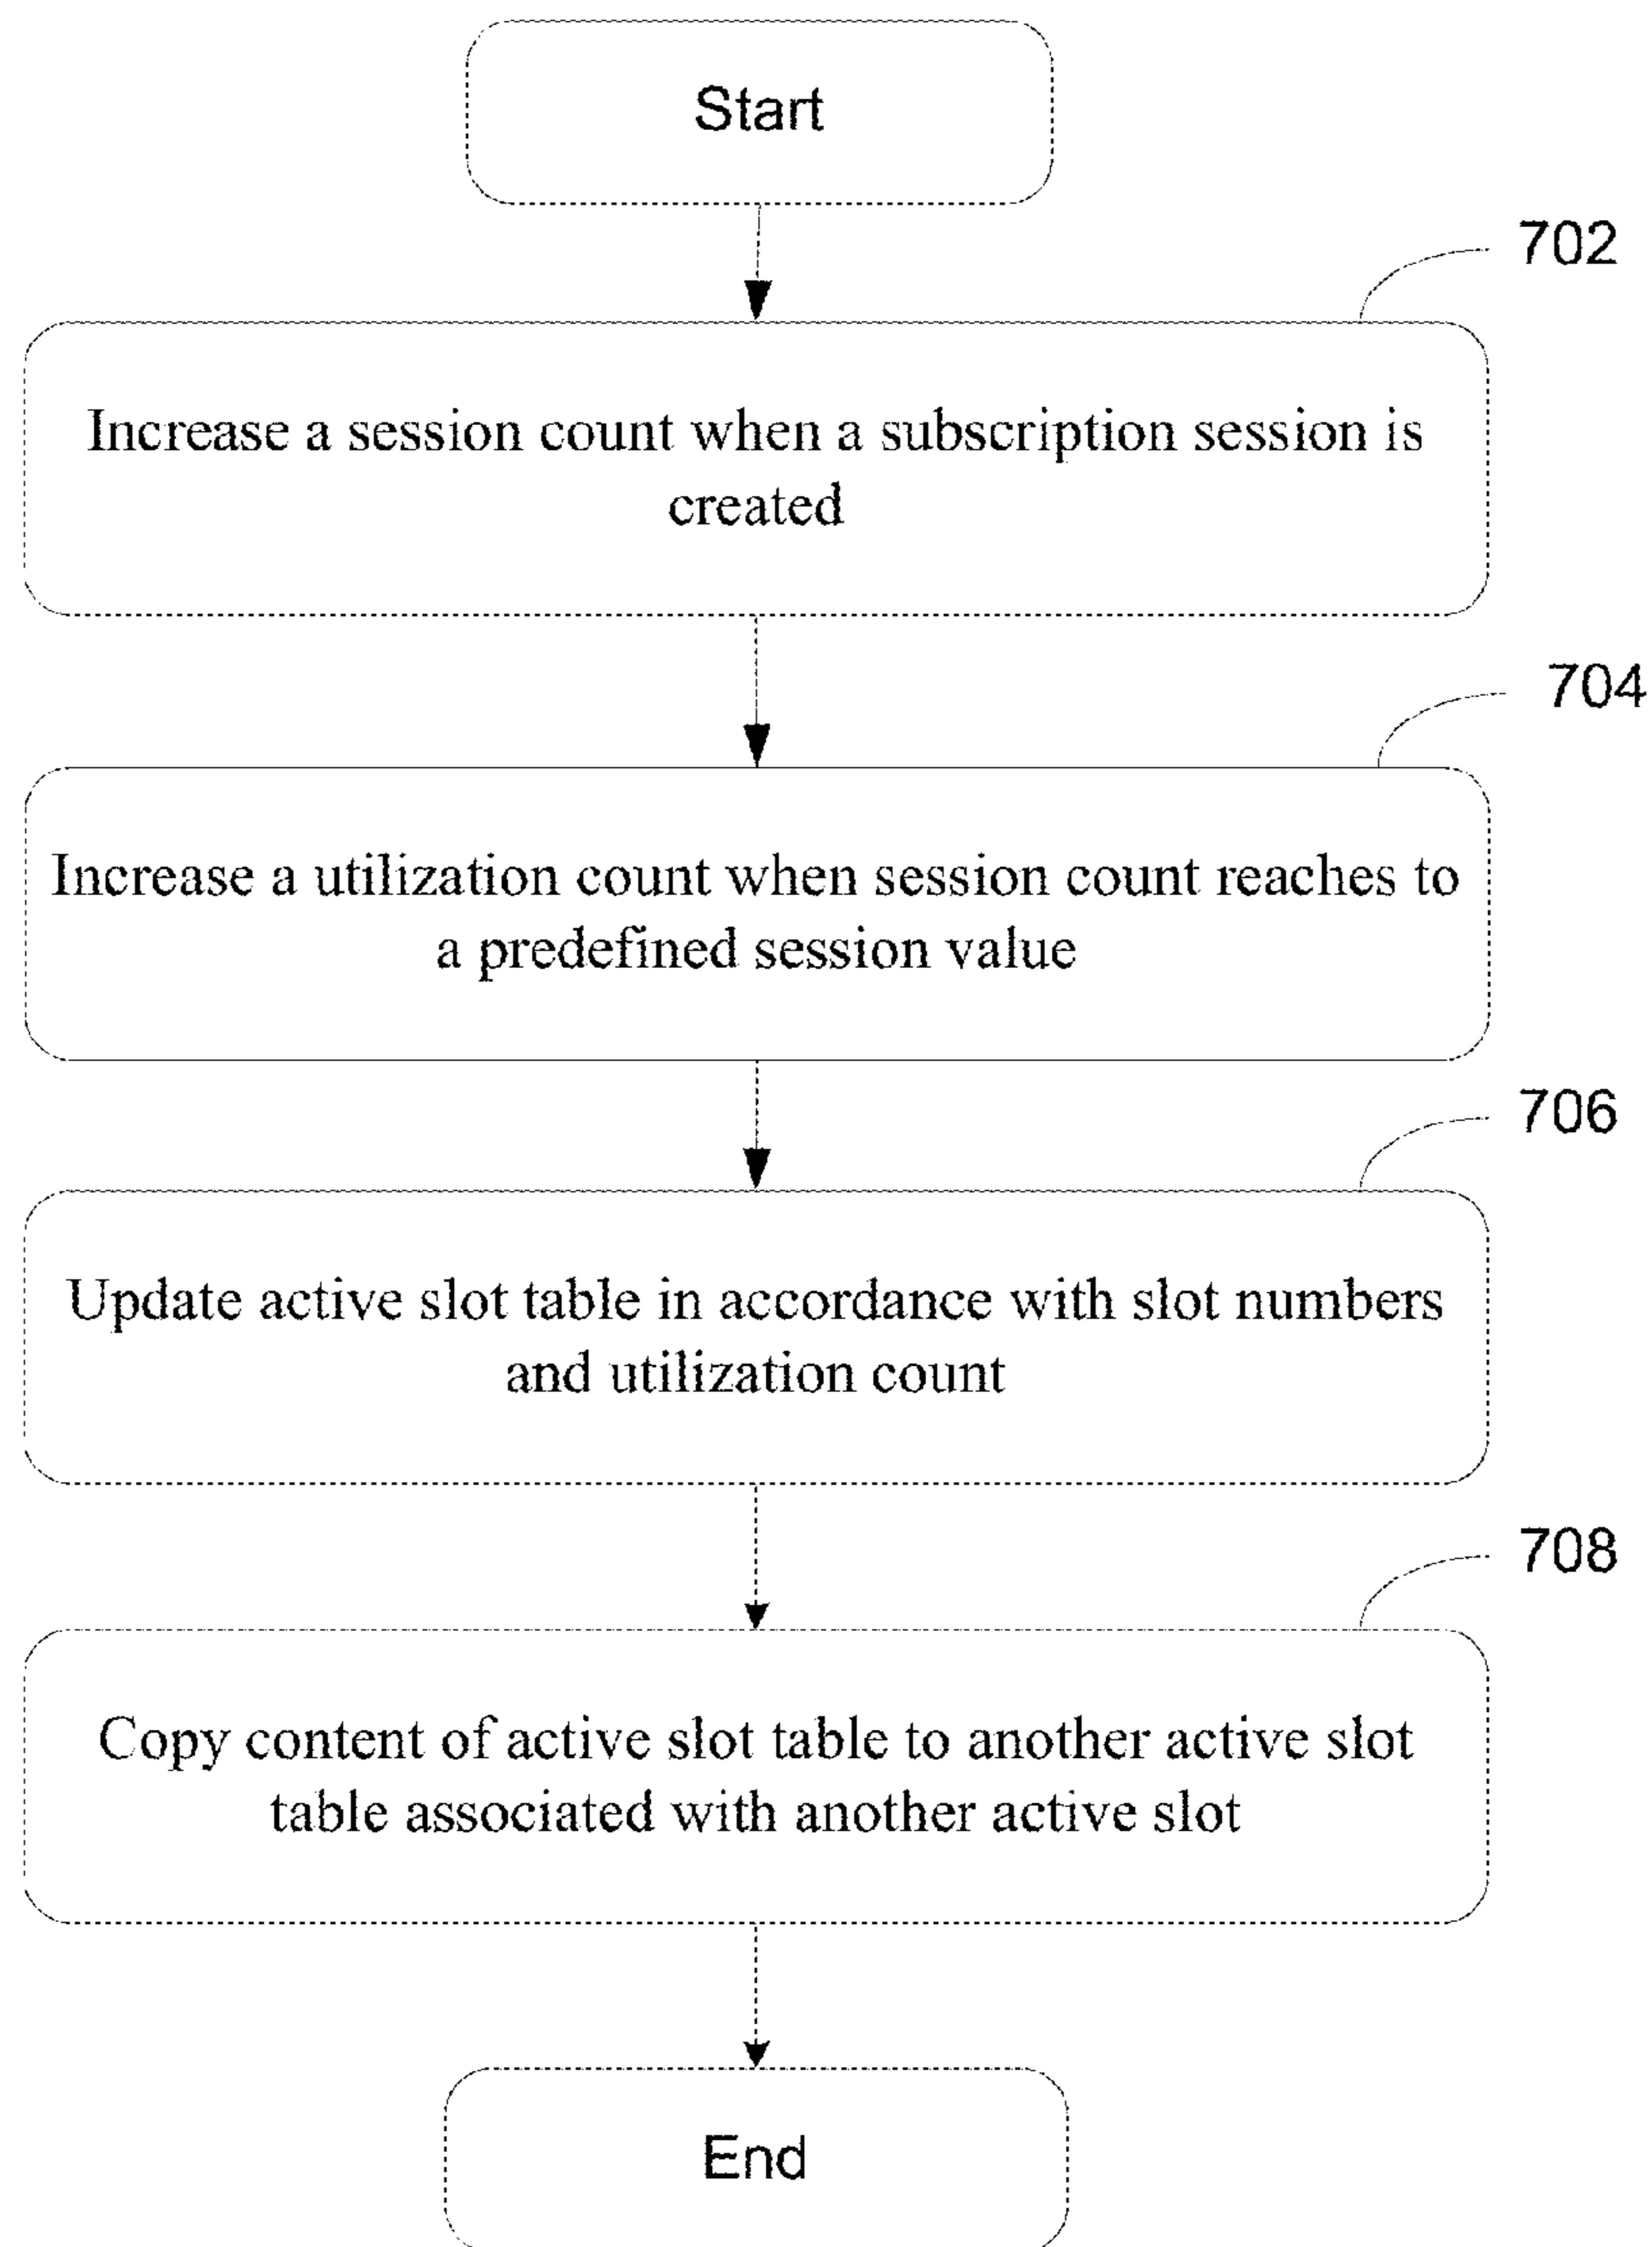 Start
702
Increase a session count when a subscription session is
created
704
Increase a utilization count when session count reaches to
a predefined session value
706
Update active slot table in accordance with slot numbers
and utilization count
708
Copy content of active slot table to another active slot
table associated with another active slot
End